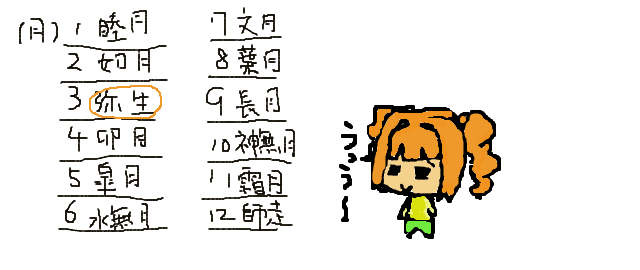 (月) 1 睦月
2 如月
3 弥生
4 卯月
5 皐月
6 水無月
7 文月
8 葉月
9 長月
10 神無月
11 霜月
12 師走
うっうー